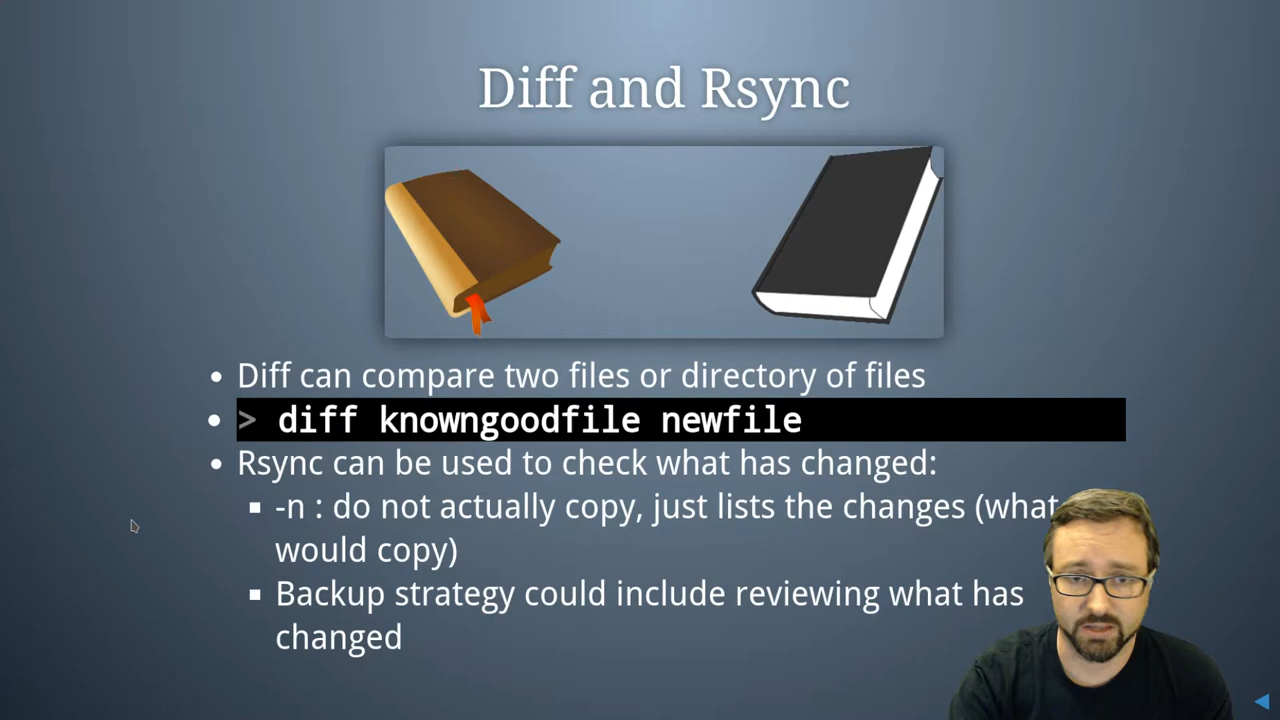 Diff and Rsync
Diff can compare two files or directory of files
> diff knowngoodfile newfile
Rsync can be used to check what has changed:
-n : do not actually copy, just lists the changes (what
would copy)
Backup strategy could include reviewing what has
changed